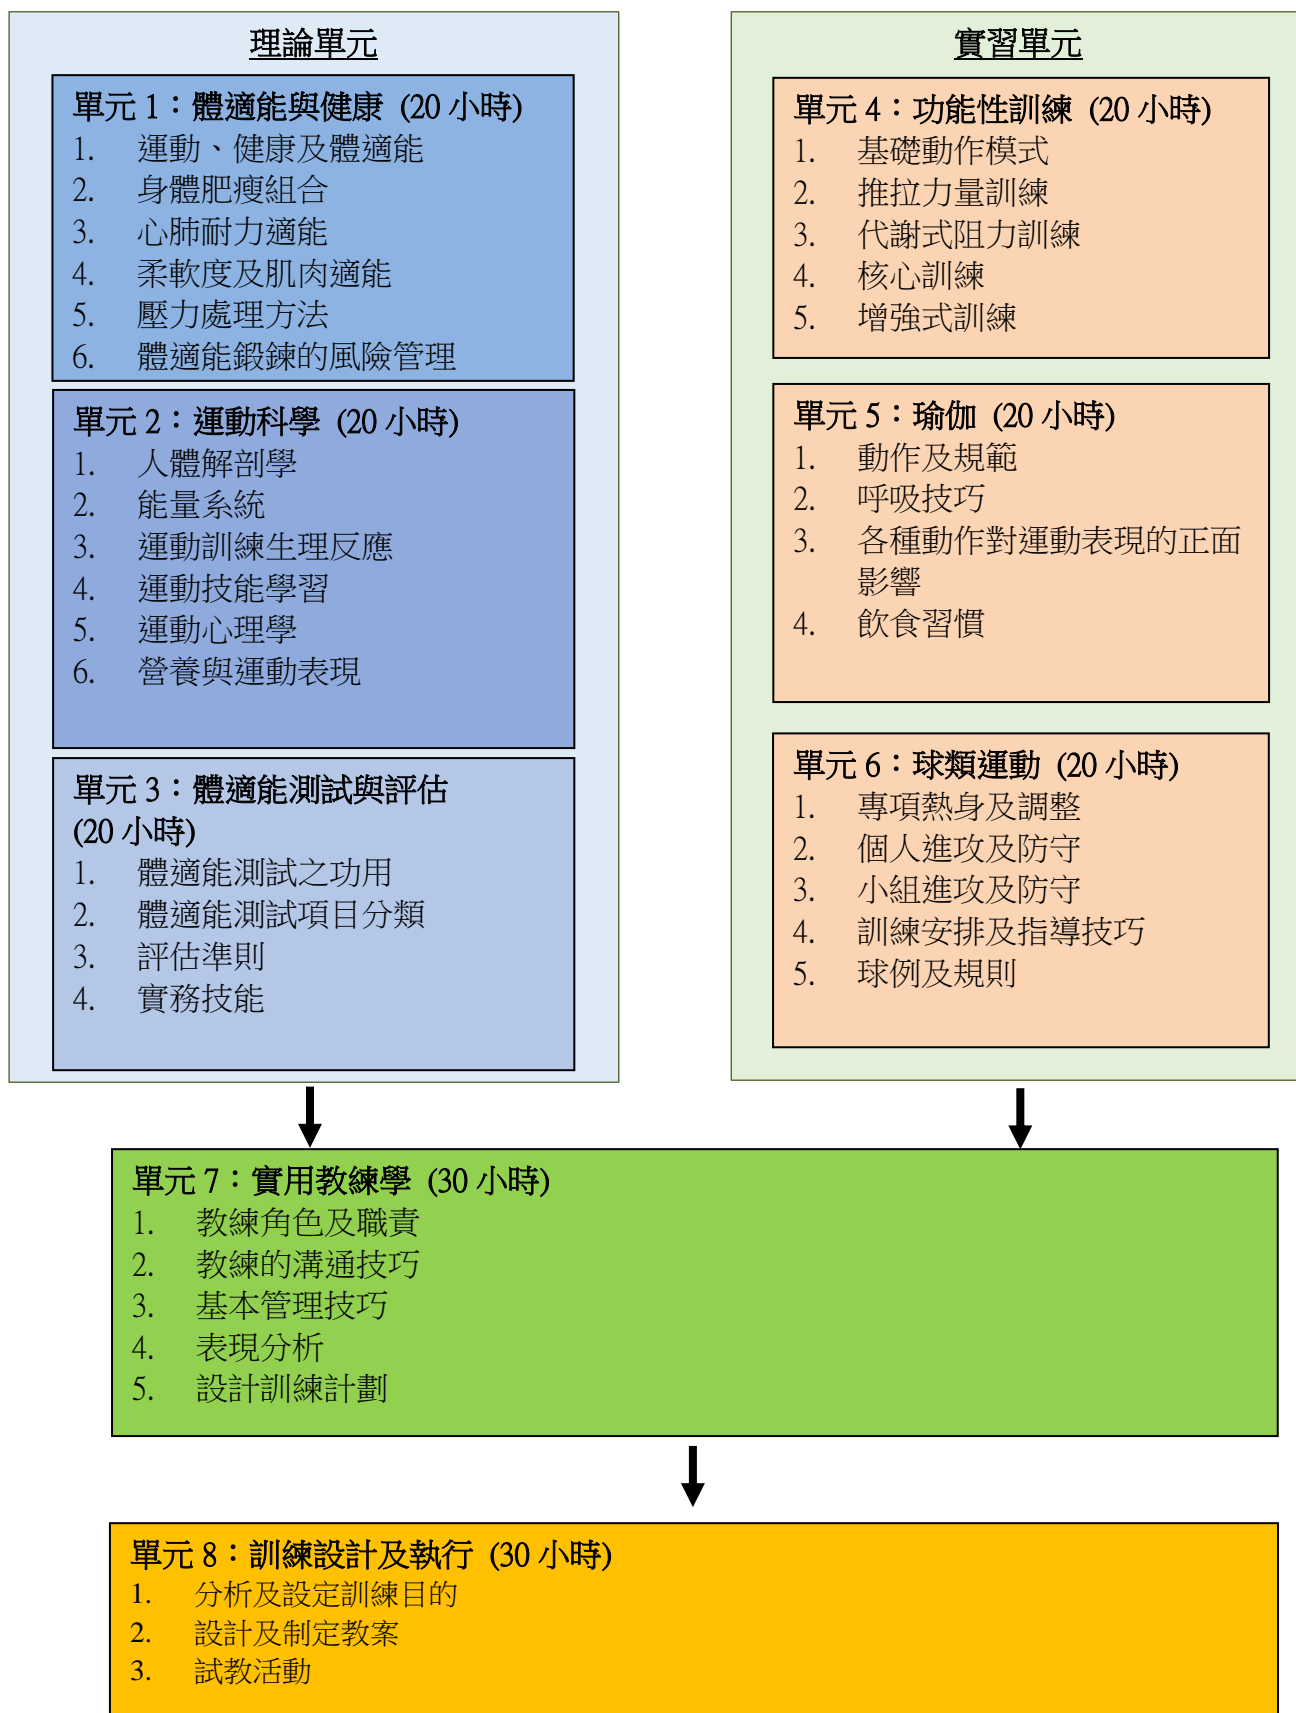 理論單元
單元 1：體適能與健康 (20 小時)
1. 運動、健康及體適能
2. 身體肥瘦組合
3. 心肺耐力適能
4. 柔軟度及肌肉適能
5. 壓力處理方法
6. 體適能鍛鍊的風險管理
單元 2：運動科學 (20 小時)
1. 人體解剖學
2. 能量系統
3. 運動訓練生理反應
4. 運動技能學習
5. 運動心理學
6. 營養與運動表現
單元 3：體適能測試與評估
(20 小時)
1. 體適能測試之功用
2. 體適能測試項目分類
3. 評估準則
4. 實務技能
實習單元
單元 4：功能性訓練 (20 小時)
1. 基礎動作模式
2. 推拉力量訓練
3. 代謝式阻力訓練
4. 核心訓練
5. 增強式訓練
單元 5：瑜伽 (20 小時)
1. 動作及規範
2. 呼吸技巧
3. 各種動作對運動表現的正面
影響
4. 飲食習慣
單元 6：球類運動 (20 小時)
1. 專項熱身及調整
2. 個人進攻及防守
3. 小組進攻及防守
4. 訓練安排及指導技巧
5. 球例及規則
單元 7：實用教練學 (30 小時)
1. 教練角色及職責
2. 教練的溝通技巧
3. 基本管理技巧
4. 表現分析
5. 設計訓練計劃
單元 8：訓練設計及執行 (30 小時)
1. 分析及設定訓練目的
2. 設計及制定教案
3. 試教活動